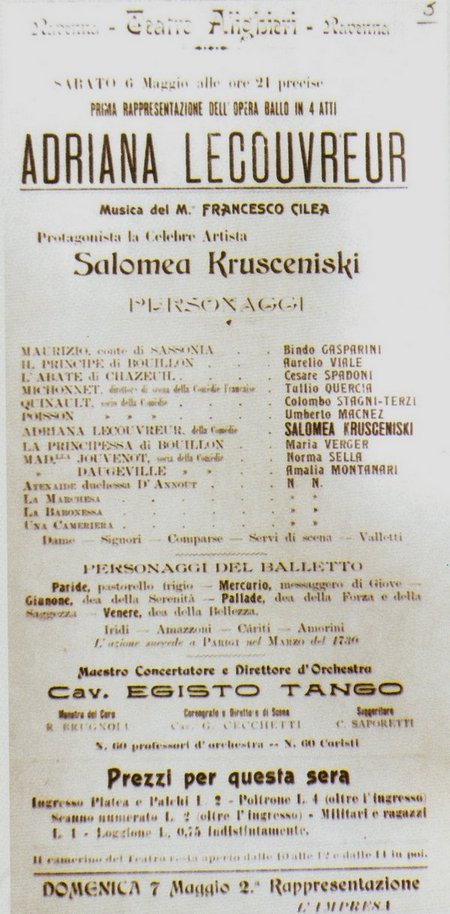 3
Ravenna - Teatro Alighieri - Ravenna
SABATO 6 Maggio alle ore 21 precise
PRIMA RAPPRESENTAZIONE DELL'OPERA BALLO IN 4 ATTI
ADRIANA LECOUVREUR
Musica del M.º FRANCESCO CILEA
Protagonista la Celebre Artista
Salomea Krusceniski
PERSONAGGI
MAURIZIO, conte di SASSONIA . . Bindo GASPARINI
IL PRINCIPE di BOUILLON . . . Aurelio VIALE
L'ABATE di CHAZEUIL . . . . Cesare SPADONI
MICHONNET, direttore di scena della Comédie Française . . Tullio QUERCIA
QUINAULT, socio della Comédie . . . Colombo STAGNI-TERZI
POISSON » » » . . . Umberto MACNEZ
ADRIANA LECOUVREUR, della Comédie . . SALOMEA KRUSCENISKI
LA PRINCIPESSA di BOUILLON . . Maria VERGER
MAD.lla JOUVENOT, socia della Comédie . . Norma SELLA
» DAUGEVILLE » » . . Amalia MONTANARI
ATENAIDE duchessa D'ANNOUT . . N. N.
LA MARCHESA . . . . . » »
LA BARONESSA . . . . . » »
UNA CAMERIERA . . . . . » »
Dame — Signori — Comparse — Servi di scena — Valletti
PERSONAGGI DEL BALLETTO
Paride, pastorello frigio — Mercurio, messaggero di Giove —
Giunone, dea della Serenità — Pallade, dea della Forza e della
Saggezza — Venere, dea della Bellezza.
Iridi — Amazzoni — Càriti — Amorini
L'azione succede a PARIGI nel MARZO del 1730
Maestro Concertatore e Direttore d'Orchestra
Cav. EGISTO TANGO
Maestro del Coro Coreografo e Direttore di Scena Suggeritore
R. BRUGNOLI Cav. G. CECCHETTI C. SAPORETTI
N. 60 professori d'orchestra -- N. 60 Coristi
Prezzi per questa sera
Ingresso Platea e Palchi L. 2 - Poltrone L. 4 (oltre l'ingresso)
Scanno numerato L. 2 (oltre l'ingresso) - Militari e ragazzi
L. 1 - Loggione L. 0,75 indistintamente.
Il camerino del Teatro resta aperto dalle 10 alle 12 e dalle 14 in poi.
DOMENICA 7 Maggio 2.ª Rappresentazione
L'IMPRESA